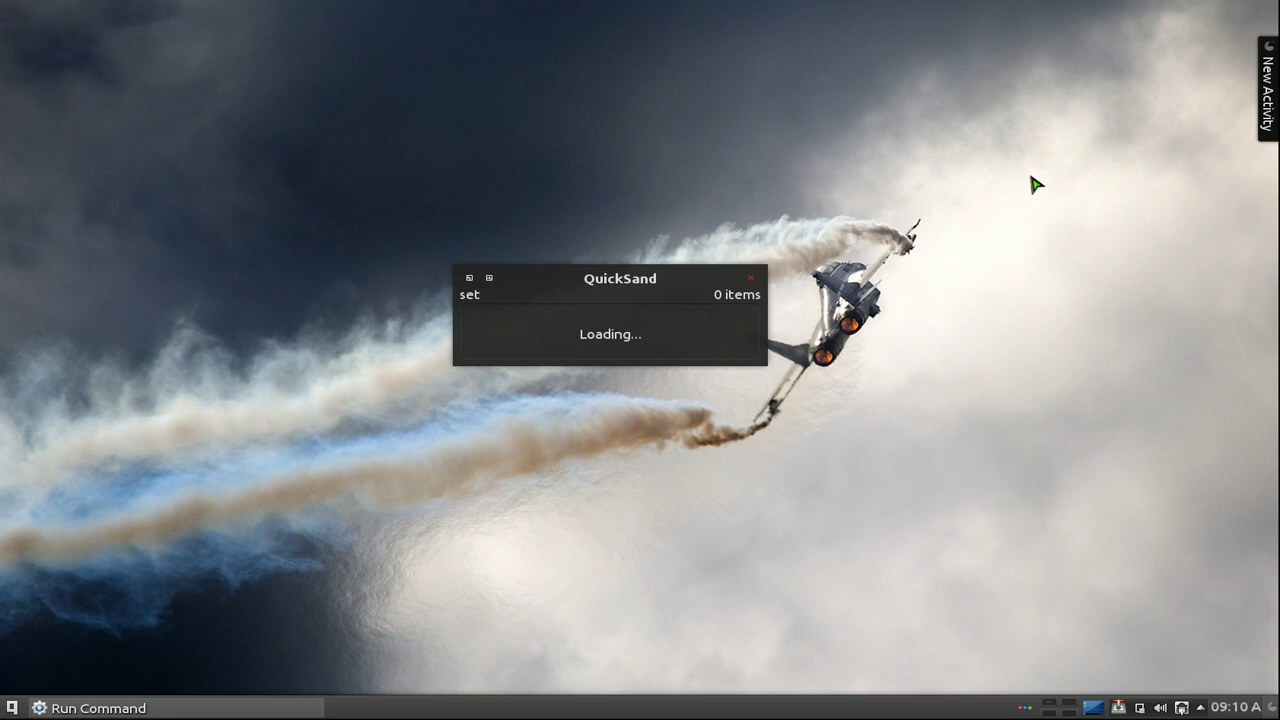 New Activity
QuickSand
set 0 items
Loading...
Run Command
09:10 A